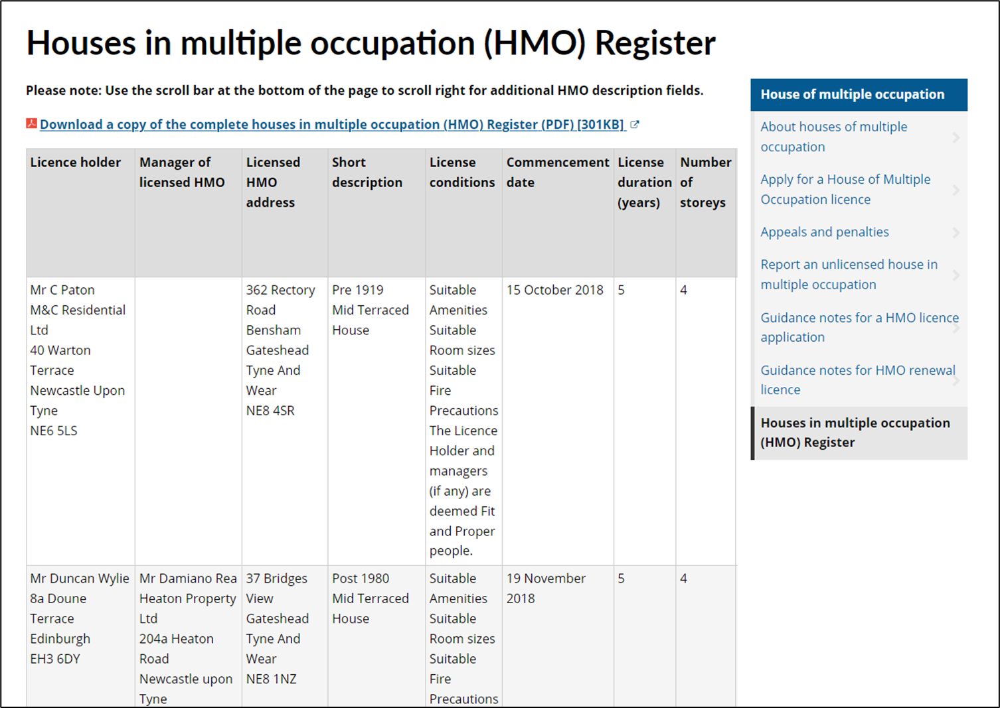 Houses in multiple occupation (HMO) Register
Please note: Use the scroll bar at the bottom of the page to scroll right for additional HMO description fields.
Download a copy of the complete houses in multiple occupation (HMO) Register (PDF) [301KB]
Licence holder
Manager of
licensed HMO
Licensed
HMO
address
Short
description
License
conditions
Commencement
date
License
duration
(years)
Number
of
storeys
Mr C Paton
M&C Residential
Ltd
40 Warton
Terrace
Newcastle Upon
Tyne
NE6 5LS
362 Rectory
Road
Bensham
Gateshead
Tyne And
Wear
NE8 4SR
Pre 1919
Mid Terraced
House
Suitable
Amenities
Suitable
Room sizes
Suitable
Fire
Precautions
The Licence
Holder and
managers
(if any) are
deemed Fit
and Proper
people.
15 October 2018
5
4
Mr Duncan Wylie
8a Doune
Terrace
Edinburgh
EH3 6DY
Mr Damiano Rea
Heaton Property
Ltd
204a Heaton
Road
Newcastle upon
Tyne
37 Bridges
View
Gateshead
Tyne And
Wear
NE8 1NZ
Post 1980
Mid Terraced
House
Suitable
Amenities
Suitable
Room sizes
Suitable
Fire
Precautions
19 November
2018
5
4
House of multiple occupation
About houses of multiple
occupation
Apply for a House of Multiple
Occupation licence
Appeals and penalties
Report an unlicensed house in
multiple occupation
Guidance notes for a HMO licence
application
Guidance notes for HMO renewal
licence
Houses in multiple occupation
(HMO) Register